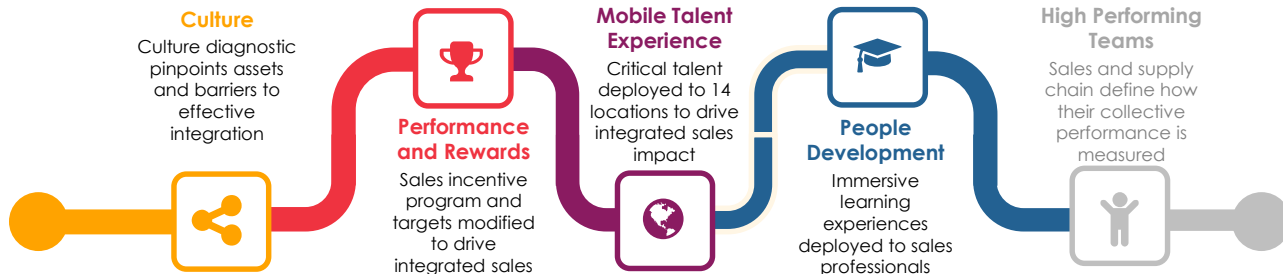 Culture
Culture diagnostic
pinpoints assets
and barriers to
effective
integration
Performance
and Rewards
Sales incentive
program and
targets modified
to drive
integrated sales
Mobile Talent
Experience
Critical talent
deployed to 14
locations to drive
integrated sales
impact
People
Development
Immersive
learning
experiences
deployed to sales
professionals
High Performing
Teams
Sales and supply
chain define how
their collective
performance is
measured